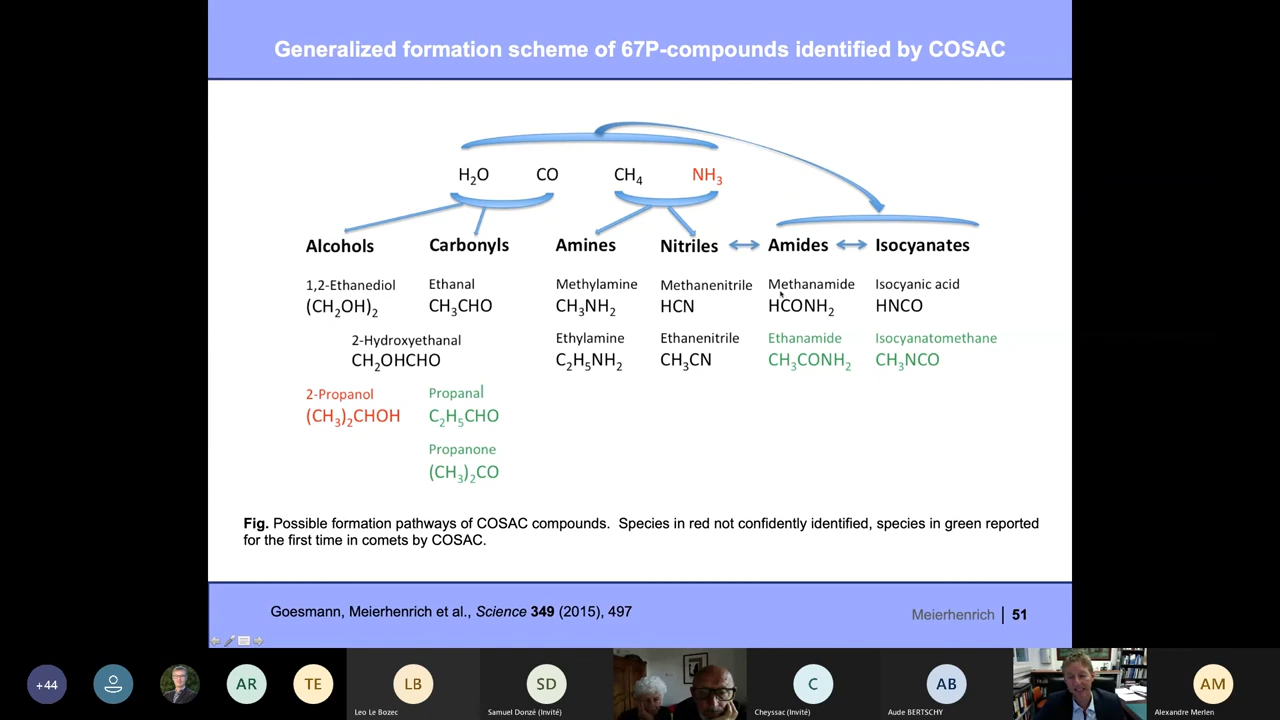 Generalized formation scheme of 67P-compounds identified by COSAC
H₂O CO CH₄ NH₃
Alcohols Carbonyls Amines Nitriles Amides Isocyanates
1,2-Ethanediol Ethanal Methylamine Methanenitrile Methanamide Isocyanic acid
(CH₂OH)₂ CH₃CHO CH₃NH₂ HCN HCONH₂ HNCO
2-Hydroxyethanal Ethylamine Ethanenitrile Ethanamide Isocyanatomethane
CH₂OHCHO C₂H₅NH₂ CH₃CN CH₃CONH₂ CH₃NCO
2-Propanol Propanal
(CH₃)₂CHOH C₂H₅CHO
Propanone
(CH₃)₂CO
Fig. Possible formation pathways of COSAC compounds. Species in red not confidently identified, species in green reported
for the first time in comets by COSAC.
Goesmann, Meierhenrich et al., Science 349 (2015), 497
Meierhenrich | 51
+44 AR TE LB SD C AB AM
Leo Le Bozec Samuel Donzé (Invité) Cheyssac (Invité) Aude BERTSCHY Alexandre Merlen